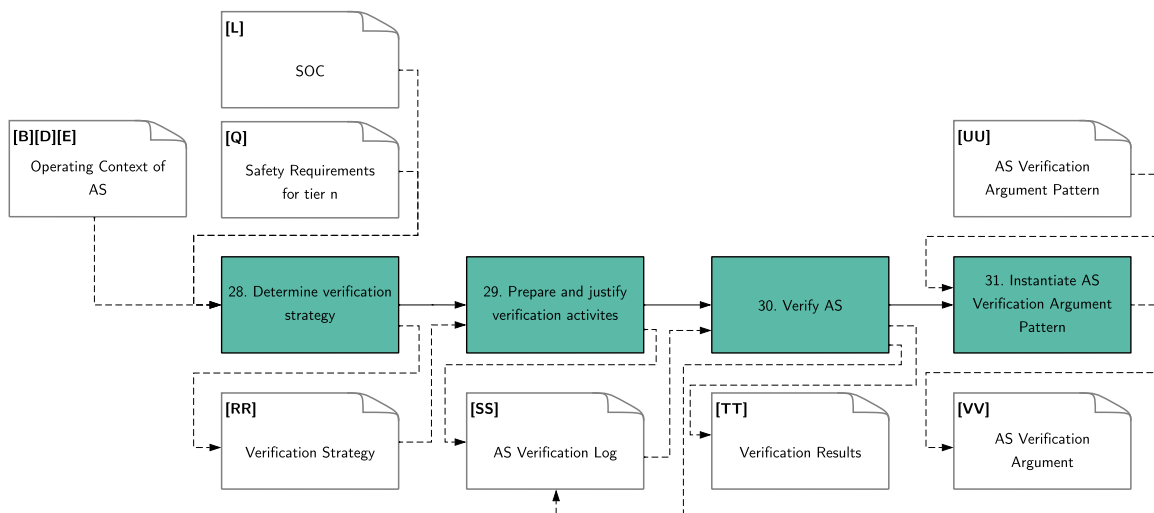 [L]
SOC
[B][D][E]
Operating Context of
AS
[Q]
Safety Requirements
for tier n
[UU]
AS Verification
Argument Pattern
28. Determine verification
strategy
29. Prepare and justify
verification activites
30. Verify AS
31. Instantiate AS
Verification Argument
Pattern
[RR]
Verification Strategy
[SS]
AS Verification Log
[TT]
Verification Results
[VV]
AS Verification
Argument